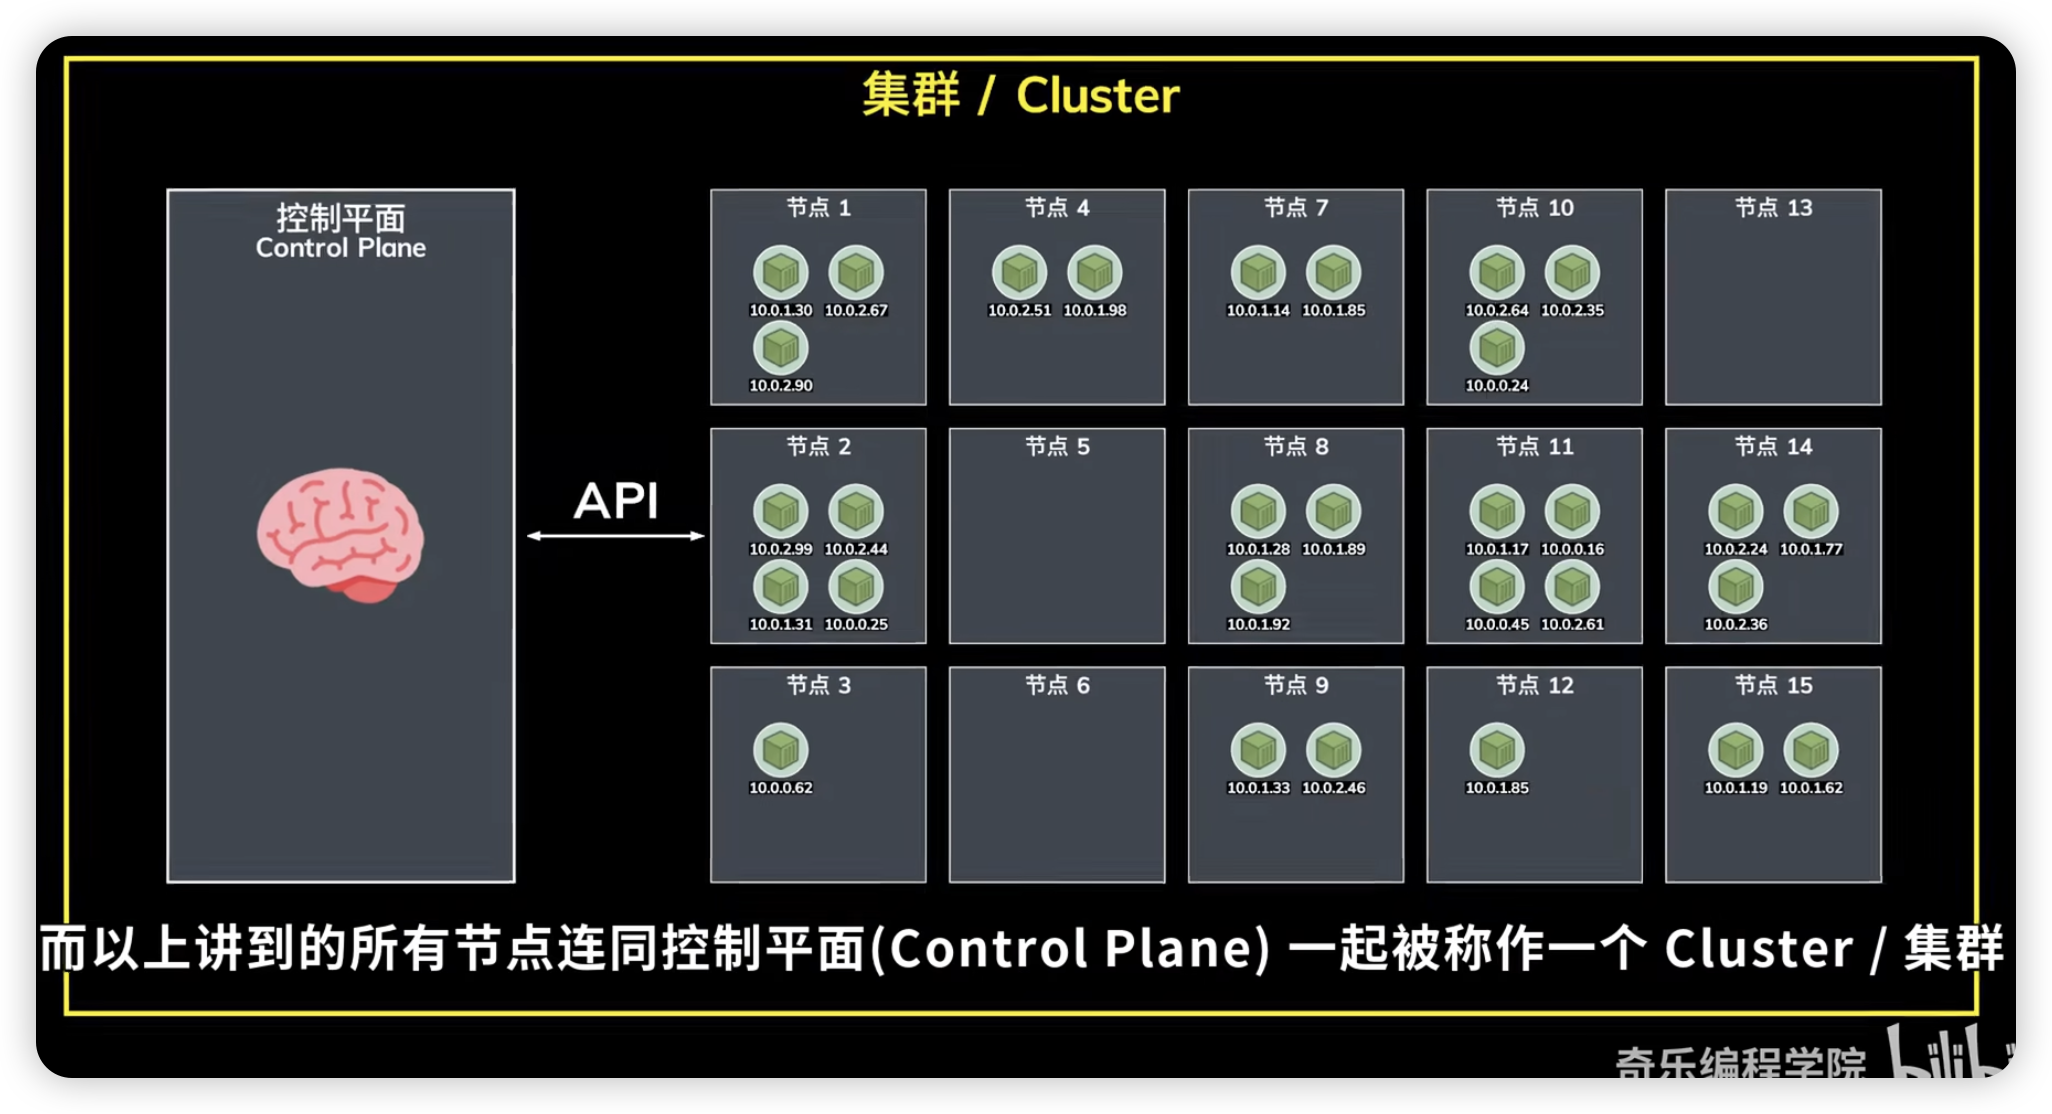 集群 / Cluster
控制平面
Control Plane
API
节点 1
10.0.1.30 10.0.2.67
10.0.2.90
节点 4
10.0.2.51 10.0.1.98
节点 7
10.0.1.14 10.0.1.85
节点 10
10.0.2.64 10.0.2.35
10.0.0.24
节点 13
节点 2
10.0.2.99 10.0.2.44
10.0.1.31 10.0.0.25
节点 5
节点 8
10.0.1.28 10.0.1.89
10.0.1.92
节点 11
10.0.1.17 10.0.0.16
10.0.0.45 10.0.2.61
节点 14
10.0.2.24 10.0.1.77
10.0.2.36
节点 3
10.0.0.62
节点 6
节点 9
10.0.1.33 10.0.2.46
节点 12
10.0.1.85
节点 15
10.0.1.19 10.0.1.62
而以上讲到的所有节点连同控制平面(Control Plane) 一起被称作一个 Cluster / 集群
奇乐编程学院